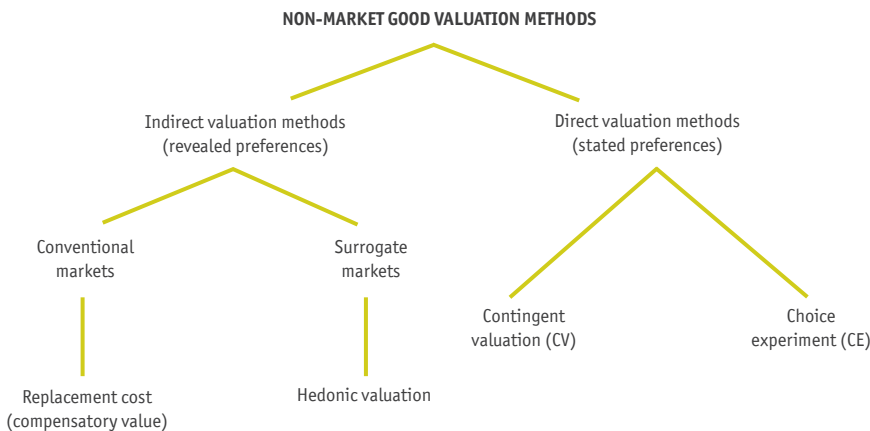 NON-MARKET GOOD VALUATION METHODS
Indirect valuation methods
(revealed preferences)
Direct valuation methods
(stated preferences)
Conventional
markets
Surrogate
markets
Contingent
valuation (CV)
Choice
experiment (CE)
Replacement cost
(compensatory value)
Hedonic valuation